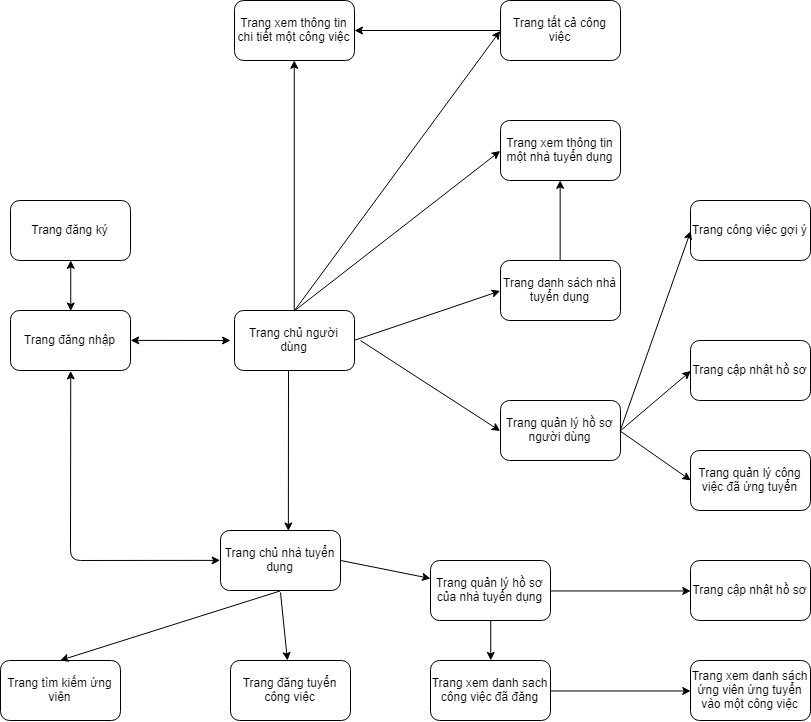 Trang xem thông tin
chi tiết một công việc
Trang tất cả công
việc
Trang xem thông tin
một nhà tuyển dụng
Trang đăng ký
Trang công việc gợi ý
Trang danh sách nhà
tuyển dụng
Trang đăng nhập
Trang chủ người
dùng
Trang cập nhật hồ sơ
Trang quản lý hồ sơ
người dùng
Trang quản lý công
việc đã ứng tuyển
Trang chủ nhà tuyển
dụng
Trang quản lý hồ sơ
của nhà tuyển dụng
Trang cập nhật hồ sơ
Trang tìm kiếm ứng
viên
Trang đăng tuyển
công việc
Trang xem danh sach
công việc đã đăng
Trang xem danh sách
ứng viên ứng tuyển
vào một công việc